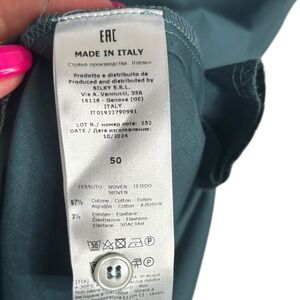 EAC
MADE IN ITALY
Страна производства: Италия
Prodotto e distribuito da
Produced and distributed by
SILKY S.R.L.
Via A. Vannucci, 35R
16128 - Genova (GE)
ITALY
IT01922790991
LOT N./ номер лота: 252
DATE / Дата изготовления:
10/2024
50
TESSUTO WOVEN TEJIDO
WOVEN
97% Cotone - Cotton - Cotton
Algodón - Cotton - ХЛОПОК
3% Elastan - Elastane
Elasthanne - Elastano
Elastane - ЭЛАСТАН